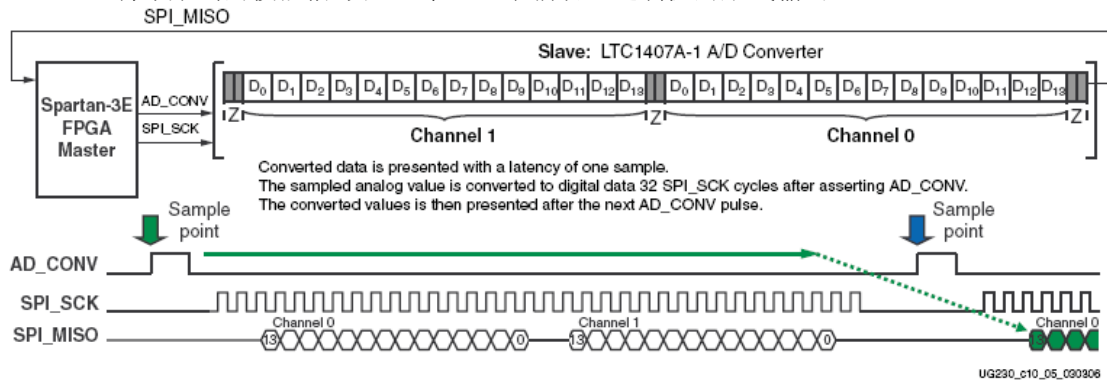 SPI_MISO
Slave: LTC1407A-1 A/D Converter
Spartan-3E
FPGA
Master
AD_CONV
SPI_SCK
D0 D1 D2 D3 D4 D5 D6 D7 D8 D9 D10 D11 D12 D13 D0 D1 D2 D3 D4 D5 D6 D7 D8 D9 D10 D11 D12 D13
Z Z Z
Channel 1 Channel 0
Converted data is presented with a latency of one sample.
The sampled analog value is converted to digital data 32 SPI_SCK cycles after asserting AD_CONV.
The converted values is then presented after the next AD_CONV pulse.
Sample
point
Sample
point
AD_CONV
SPI_SCK
SPI_MISO
Channel 0 Channel 1 Channel 0
13 0 13 0 13
UG230_c10_05_030306